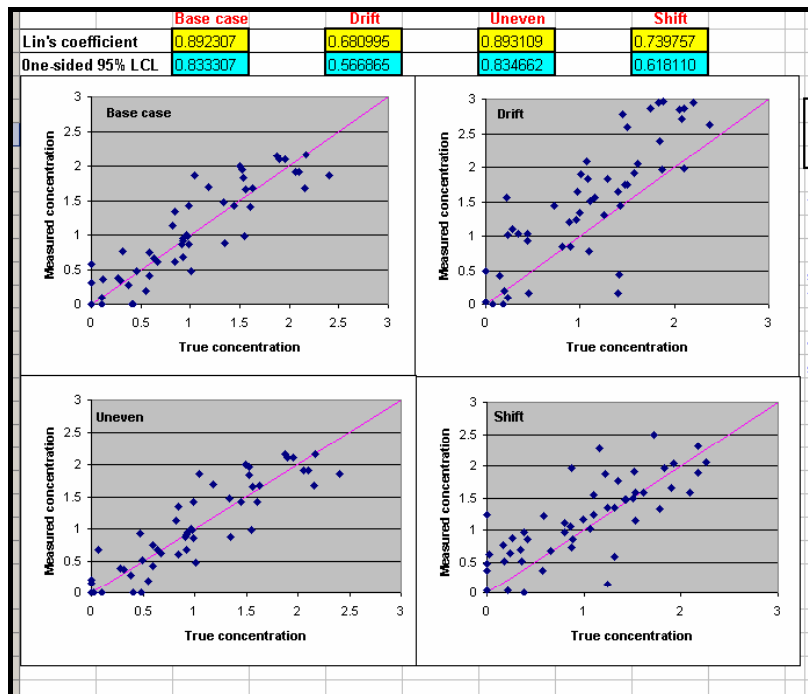 Base case Drift Uneven Shift
Lin's coefficient 0.892307 0.680995 0.893109 0.739757
One-sided 95% LCL 0.833307 0.566865 0.834662 0.618110
Base case
Measured concentration
3
2.5
2
1.5
1
0.5
0
0 0.5 1 1.5 2 2.5 3
True concentration
Drift
Measured concentration
3
2.5
2
1.5
1
0.5
0
0 1 2 3
True concentration
Uneven
Measured concentration
3
2.5
2
1.5
1
0.5
0
0 1 2 3
True concentration
Shift
Measured concentration
3
2.5
2
1.5
1
0.5
0
0 0.5 1 1.5 2 2.5 3
True concentration